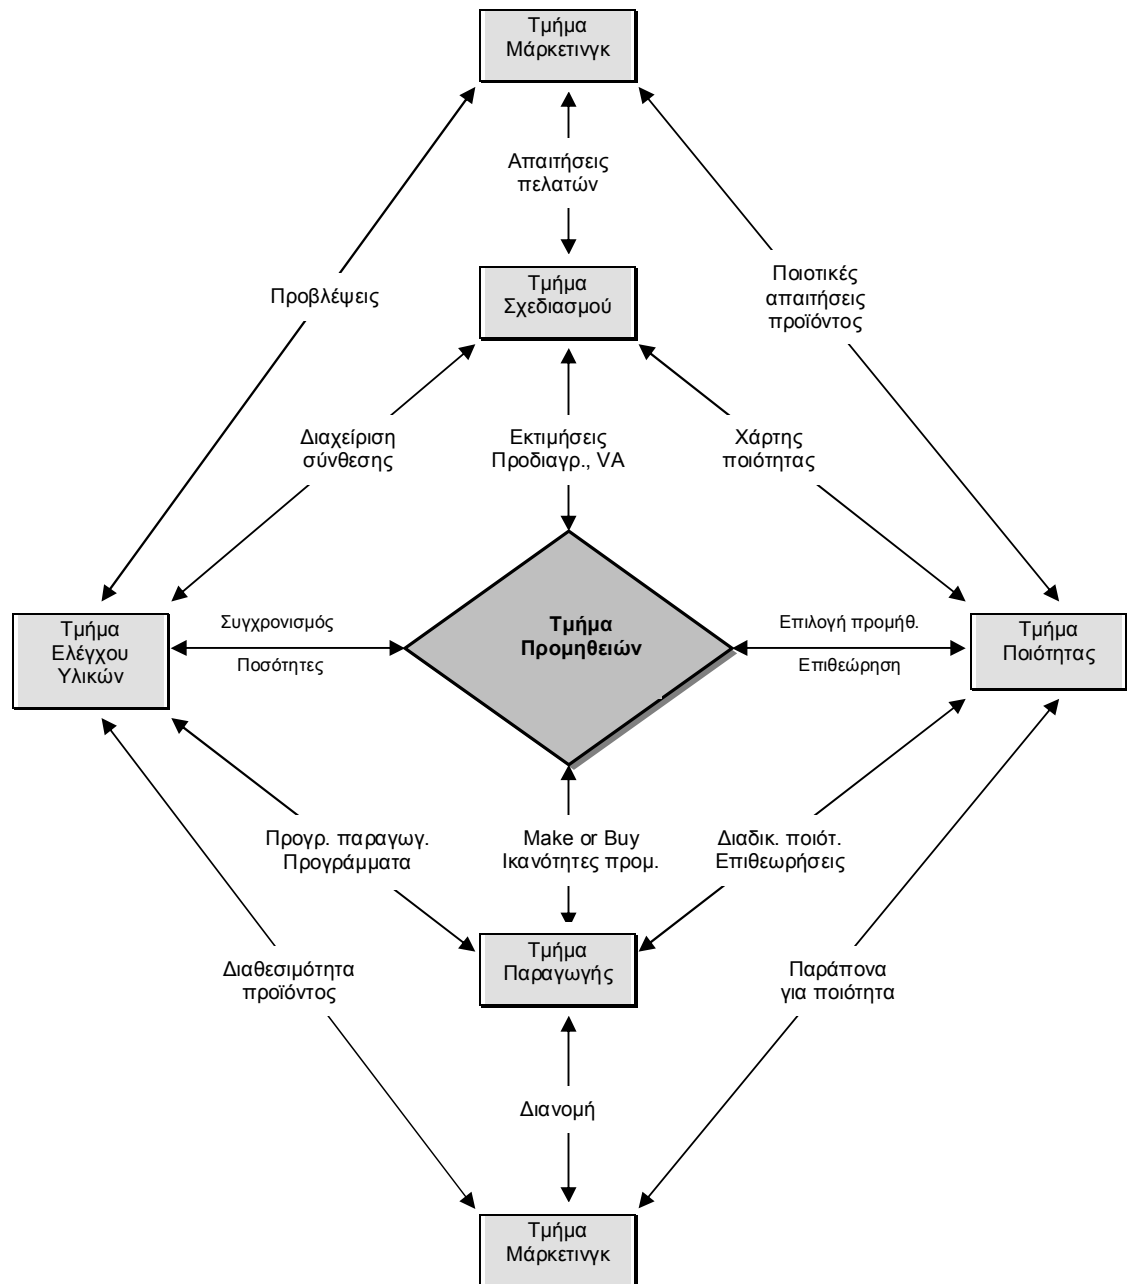 Τμήμα
Μάρκετινγκ
Απαιτήσεις
πελατών
Προβλέψεις
Ποιοτικές
απαιτήσεις
προϊόντος
Τμήμα
Σχεδιασμού
Διαχείριση
σύνθεσης
Εκτιμήσεις
Προδιαγρ., VA
Χάρτης
ποιότητας
Τμήμα
Ελέγχου
Υλικών
Συγχρονισμός
Ποσότητες
Τμήμα
Προμηθειών
Επιλογή προμήθ.
Επιθεώρηση
Τμήμα
Ποιότητας
Προγρ. παραγωγ.
Προγράμματα
Make or Buy
Ικανότητες προμ.
Διαδικ. ποιότ.
Επιθεωρήσεις
Τμήμα
Παραγωγής
Διαθεσιμότητα
προϊόντος
Παράπονα
για ποιότητα
Διανομή
Τμήμα
Μάρκετινγκ